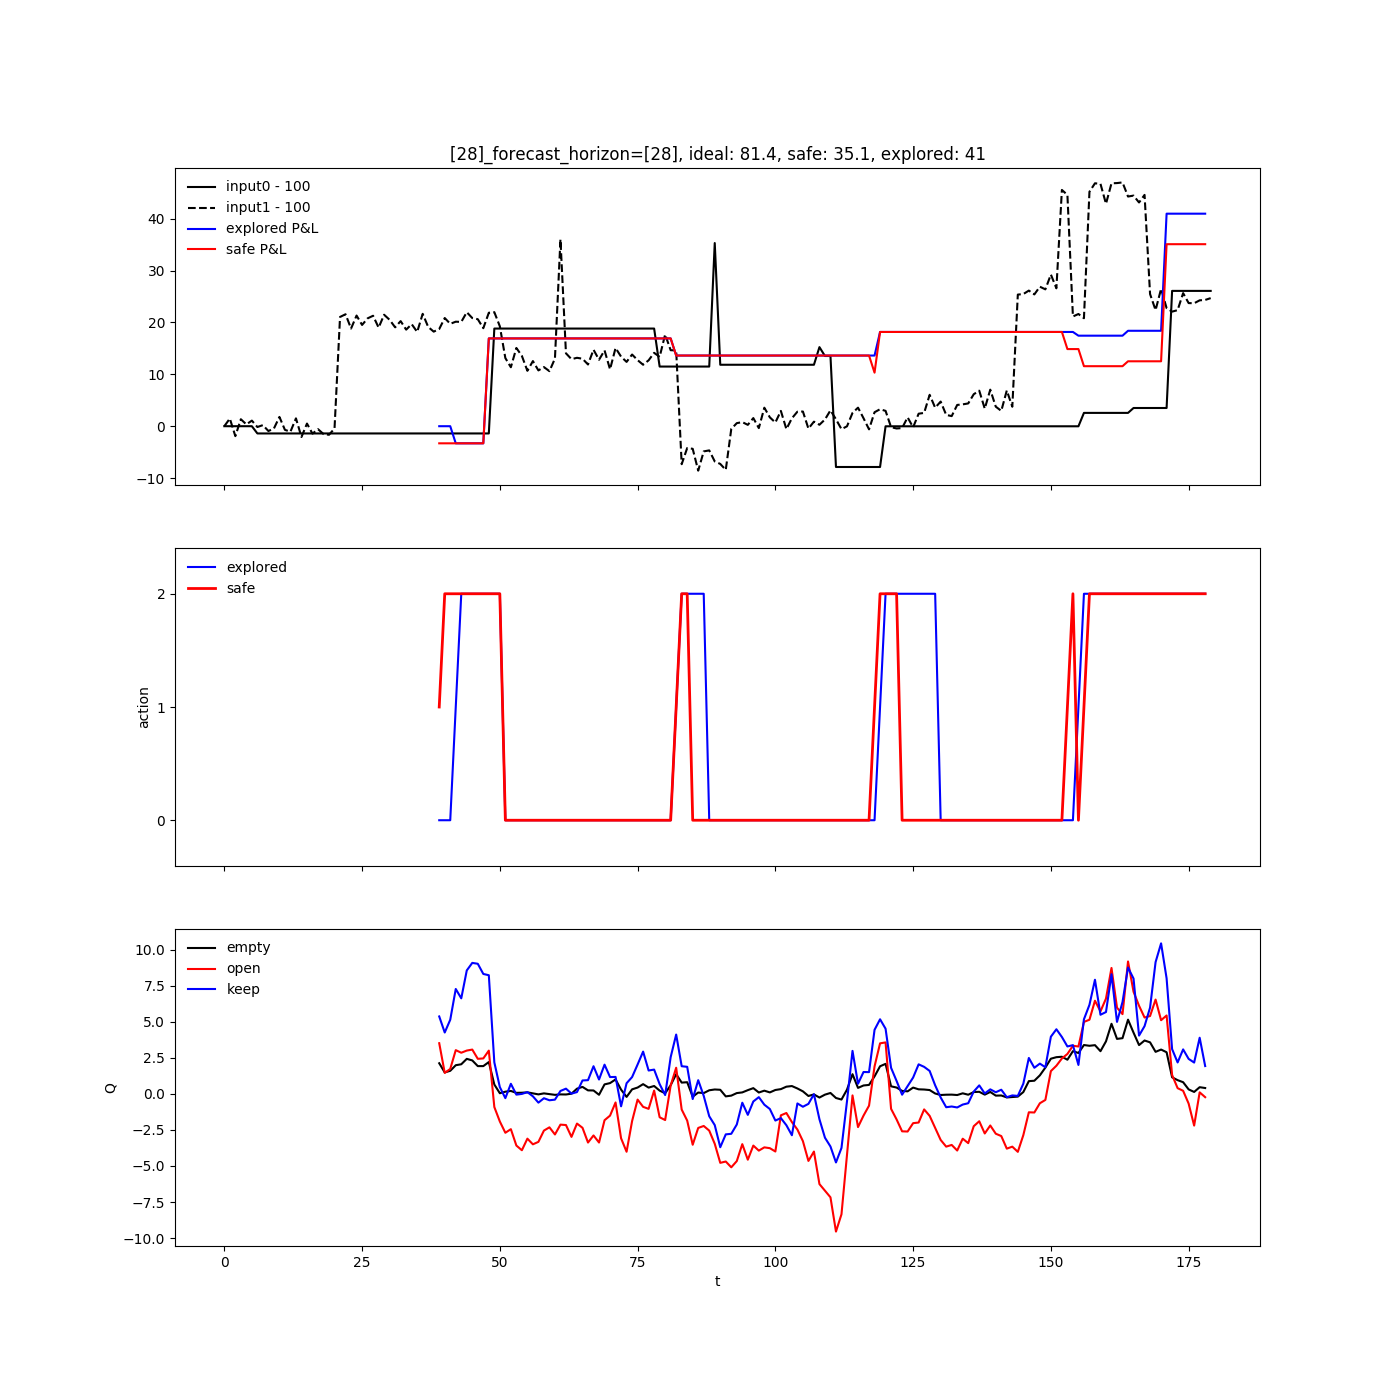 [28]_forecast_horizon=[28], ideal: 81.4, safe: 35.1, explored: 41
input0 - 100
input1 - 100
explored P&L
safe P&L
40
30
20
10
0
−10
explored
safe
2
1
0
action
empty
open
keep
10.0
7.5
5.0
2.5
0.0
−2.5
−5.0
−7.5
−10.0
Q
0 25 50 75 100 125 150 175
t